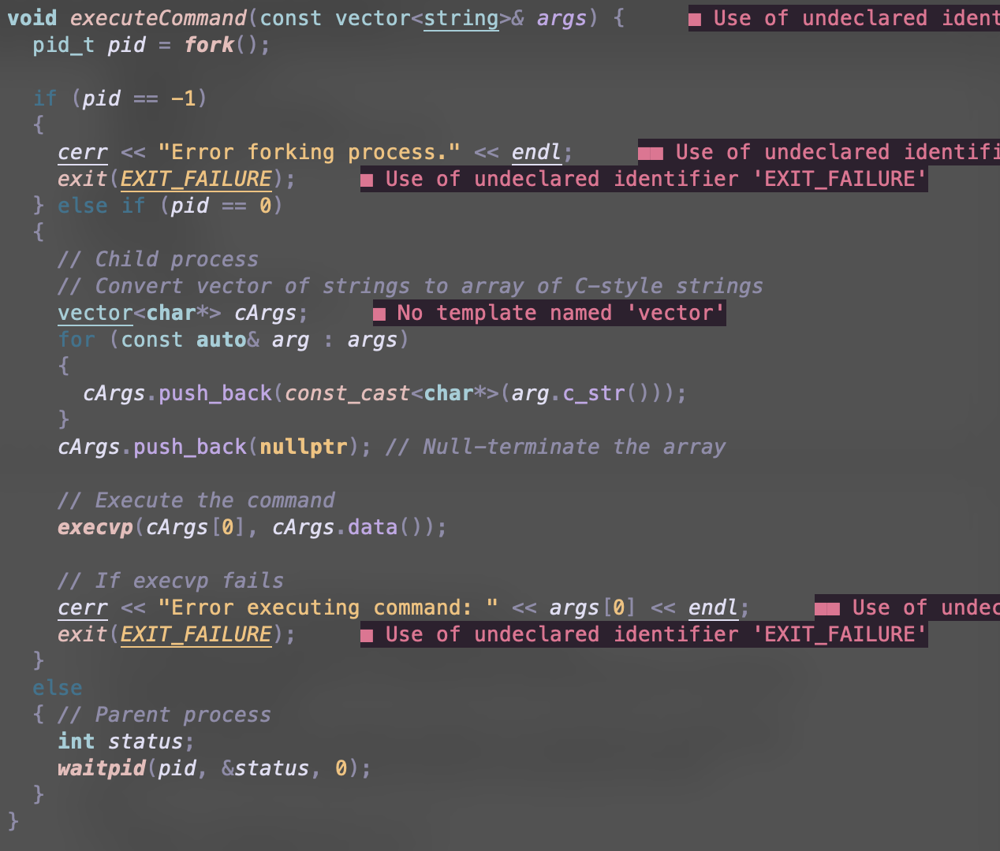 void executeCommand(const vector<string>& args) { ■ Use of undeclared ident
  pid_t pid = fork();

  if (pid == -1)
  {
    cerr << "Error forking process." << endl; ■■ Use of undeclared identifi
    exit(EXIT_FAILURE); ■ Use of undeclared identifier 'EXIT_FAILURE'
  } else if (pid == 0)
  {
    // Child process
    // Convert vector of strings to array of C-style strings
    vector<char*> cArgs; ■ No template named 'vector'
    for (const auto& arg : args)
    {
      cArgs.push_back(const_cast<char*>(arg.c_str()));
    }
    cArgs.push_back(nullptr); // Null-terminate the array

    // Execute the command
    execvp(cArgs[0], cArgs.data());

    // If execvp fails
    cerr << "Error executing command: " << args[0] << endl; ■■ Use of undec
    exit(EXIT_FAILURE); ■ Use of undeclared identifier 'EXIT_FAILURE'
  }
  else
  { // Parent process
    int status;
    waitpid(pid, &status, 0);
  }
}